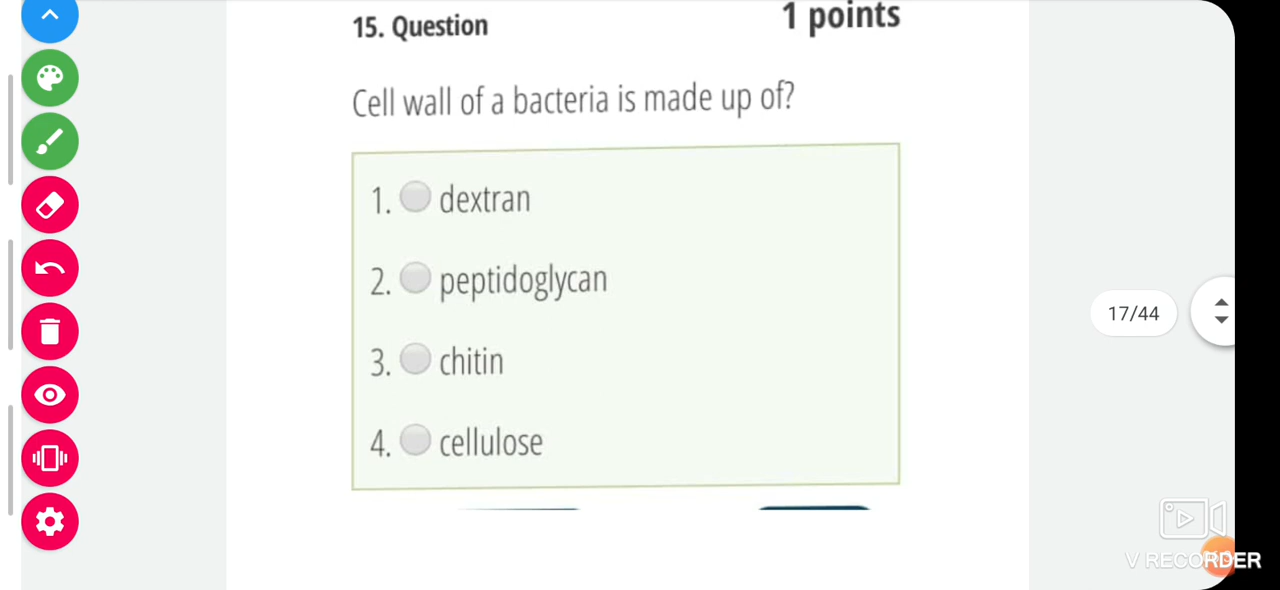 15. Question
1 points
Cell wall of a bacteria is made up of?
1. dextran
2. peptidoglycan
3. chitin
4. cellulose
17/44
V RECORDER